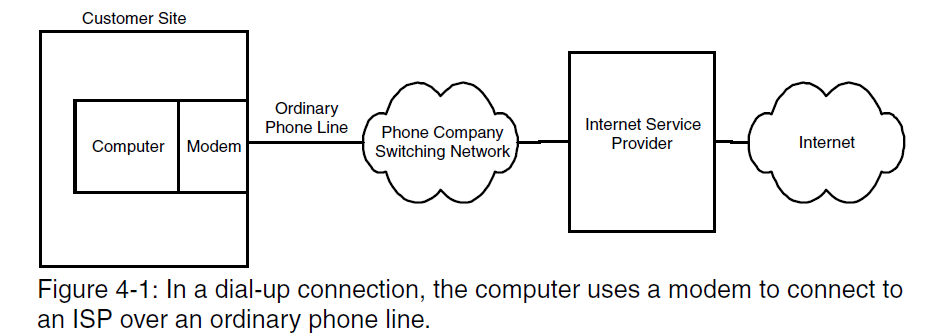 Customer Site
Computer
Modem
Ordinary
Phone Line
Phone Company
Switching Network
Internet Service
Provider
Internet
Figure 4-1: In a dial-up connection, the computer uses a modem to connect to
an ISP over an ordinary phone line.